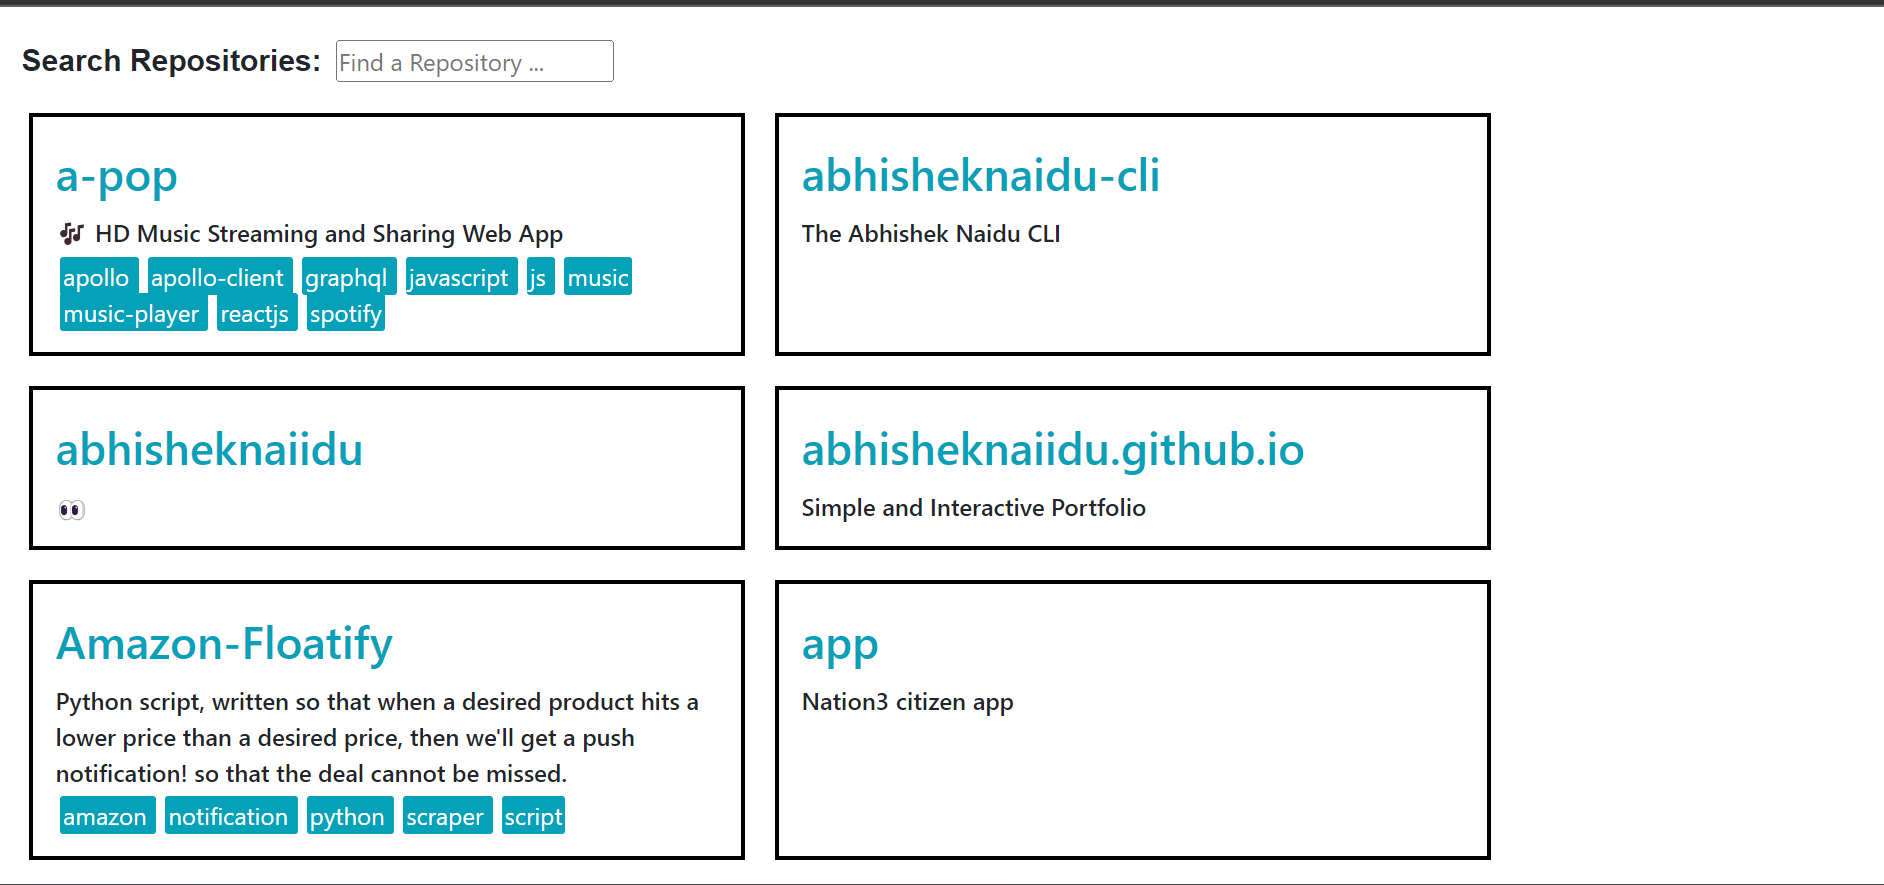 Search Repositories: Find a Repository ...
a-pop
🎶 HD Music Streaming and Sharing Web App
apollo apollo-client graphql javascript js music
music-player reactjs spotify
abhisheknaidu-cli
The Abhishek Naidu CLI
abhisheknaiidu
👀
abhisheknaiidu.github.io
Simple and Interactive Portfolio
Amazon-Floatify
Python script, written so that when a desired product hits a
lower price than a desired price, then we'll get a push
notification! so that the deal cannot be missed.
amazon notification python scraper script
app
Nation3 citizen app